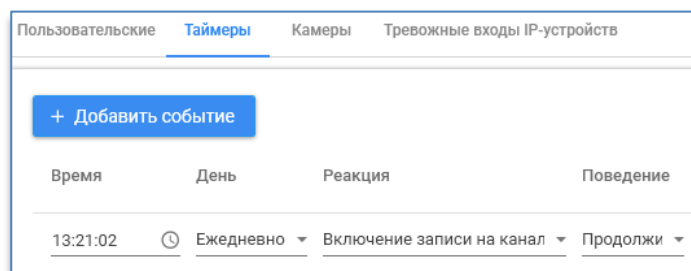 Пользовательские Таймеры Камеры Тревожные входы IP-устройств
+ Добавить событие
Время День Реакция Поведение
13:21:02 Ежедневно Включение записи на канал Продолжи